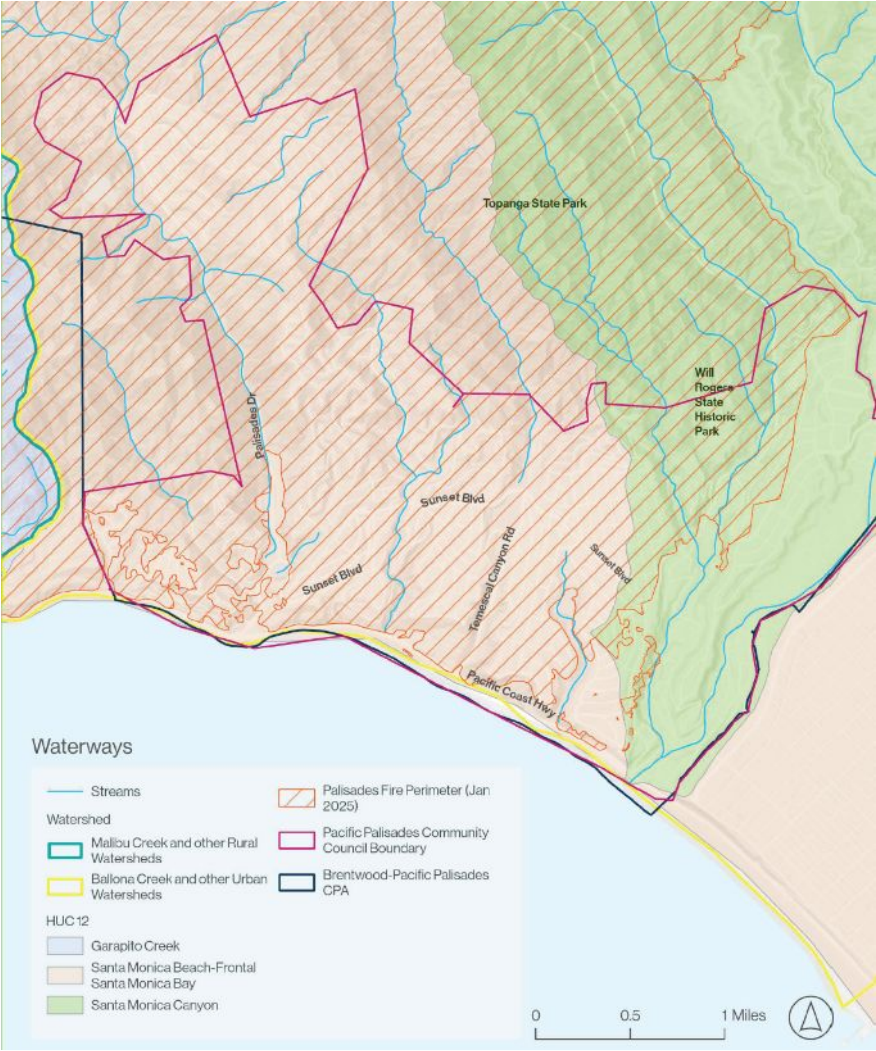 Topanga State Park
Will
Rogers
State
Historic
Park
Palisades Dr
Sunset Blvd
Sunset Blvd
Temescal Canyon Rd
Sunset Blvd
Pacific Coast Hwy
Waterways
Streams
Watershed
Malibu Creek and other Rural
Watersheds
Ballona Creek and other Urban
Watersheds
HUC 12
Garapito Creek
Santa Monica Beach-Frontal
Santa Monica Bay
Santa Monica Canyon
Palisades Fire Perimeter (Jan
2025)
Pacific Palisades Community
Council Boundary
Brentwood-Pacific Palisades
CPA
0 0.5 1 Miles